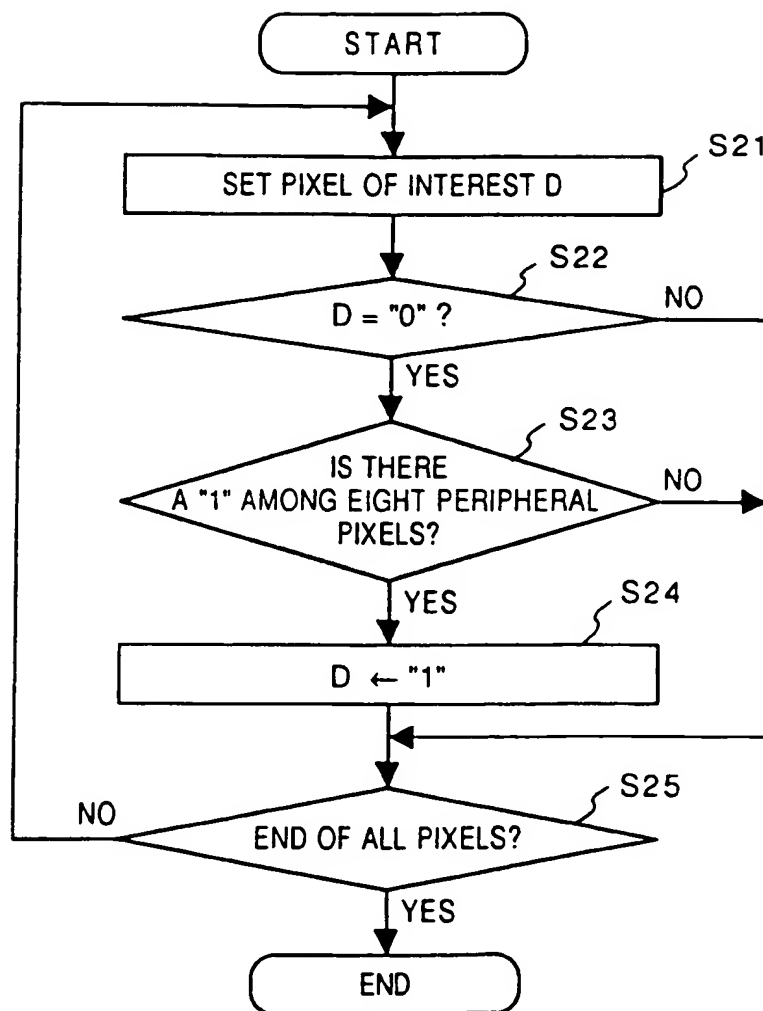 START
S21
SET PIXEL OF INTEREST D
S22
D = "0" ?
NO
YES
S23
IS THERE
A "1" AMONG EIGHT PERIPHERAL
PIXELS?
NO
YES
S24
D ← "1"
S25
NO
END OF ALL PIXELS?
YES
END